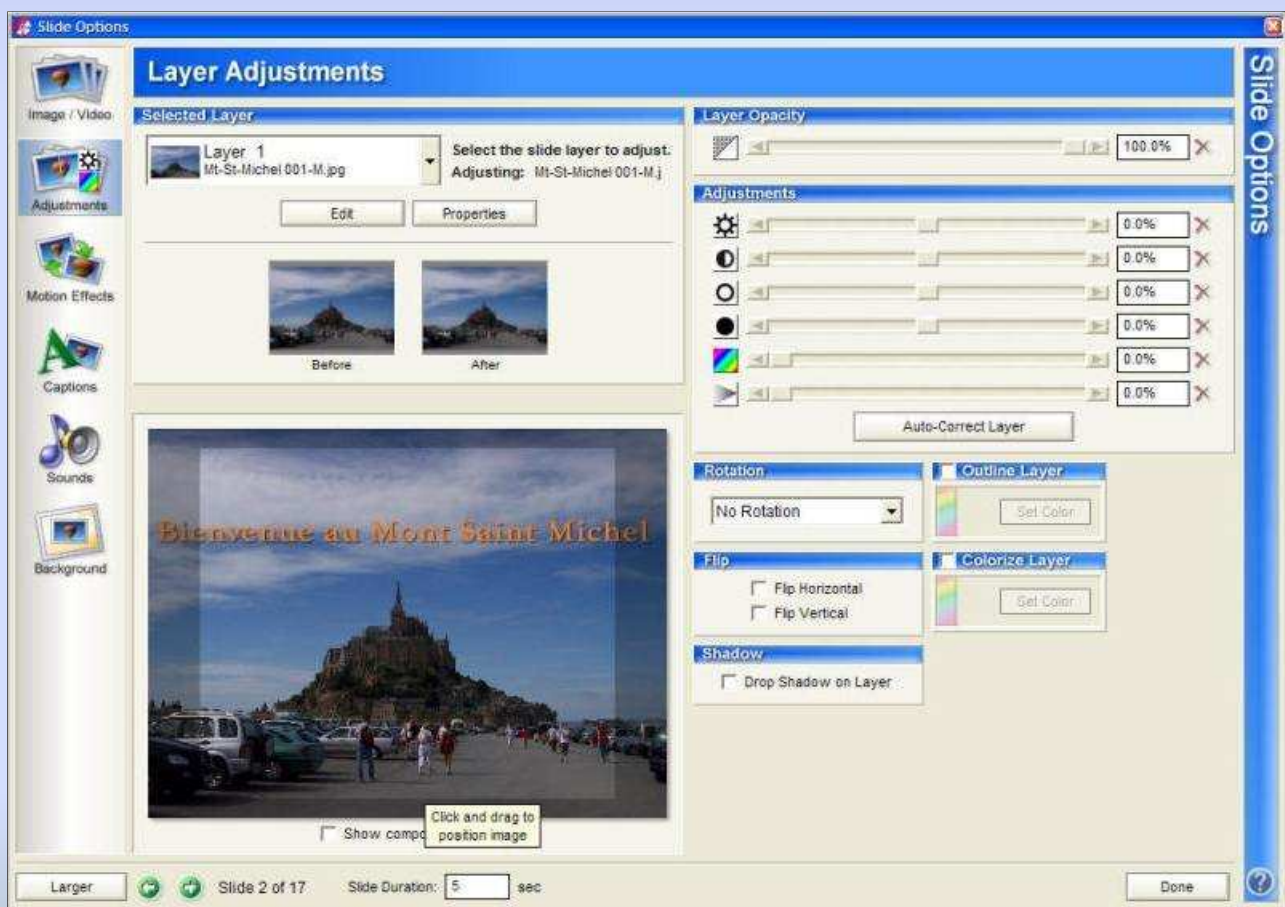 Slide Options
Image / Video
Adjustments
Motion Effects
Captions
Sounds
Background
Layer Adjustments
Selected Layer
Layer 1
Mt-St-Michel 001-M.jpg
Select the slide layer to adjust.
Adjusting: Mt-St-Michel 001-M.j
Edit
Properties
Before
After
Bienvenue au Mont Saint Michel
Show compo
Click and drag to
position image
Layer Opacity
100.0%
Adjustments
0.0%
0.0%
0.0%
0.0%
0.0%
0.0%
Auto-Correct Layer
Rotation
No Rotation
Outline Layer
Set Color
Flip
Flip Horizontal
Flip Vertical
Colorize Layer
Set Color
Shadow
Drop Shadow on Layer
Slide Options
Larger
Slide 2 of 17
Slide Duration: 5 sec
Done